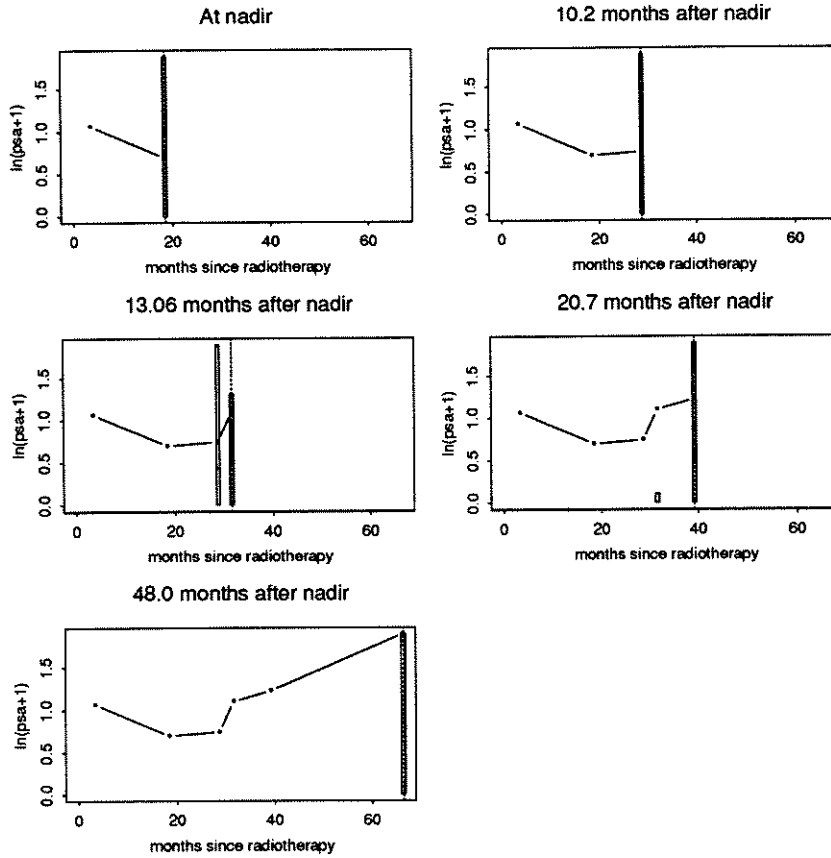 At nadir
ln(psa+1)
0.0 0.5 1.0 1.5
0 20 40 60
months since radiotherapy
10.2 months after nadir
ln(psa+1)
0.0 0.5 1.0 1.5
0 20 40 60
months since radiotherapy
13.06 months after nadir
ln(psa+1)
0.0 0.5 1.0 1.5
0 20 40 60
months since radiotherapy
20.7 months after nadir
ln(psa+1)
0.0 0.5 1.0 1.5
0 20 40 60
months since radiotherapy
48.0 months after nadir
ln(psa+1)
0.0 0.5 1.0 1.5
0 20 40 60
months since radiotherapy